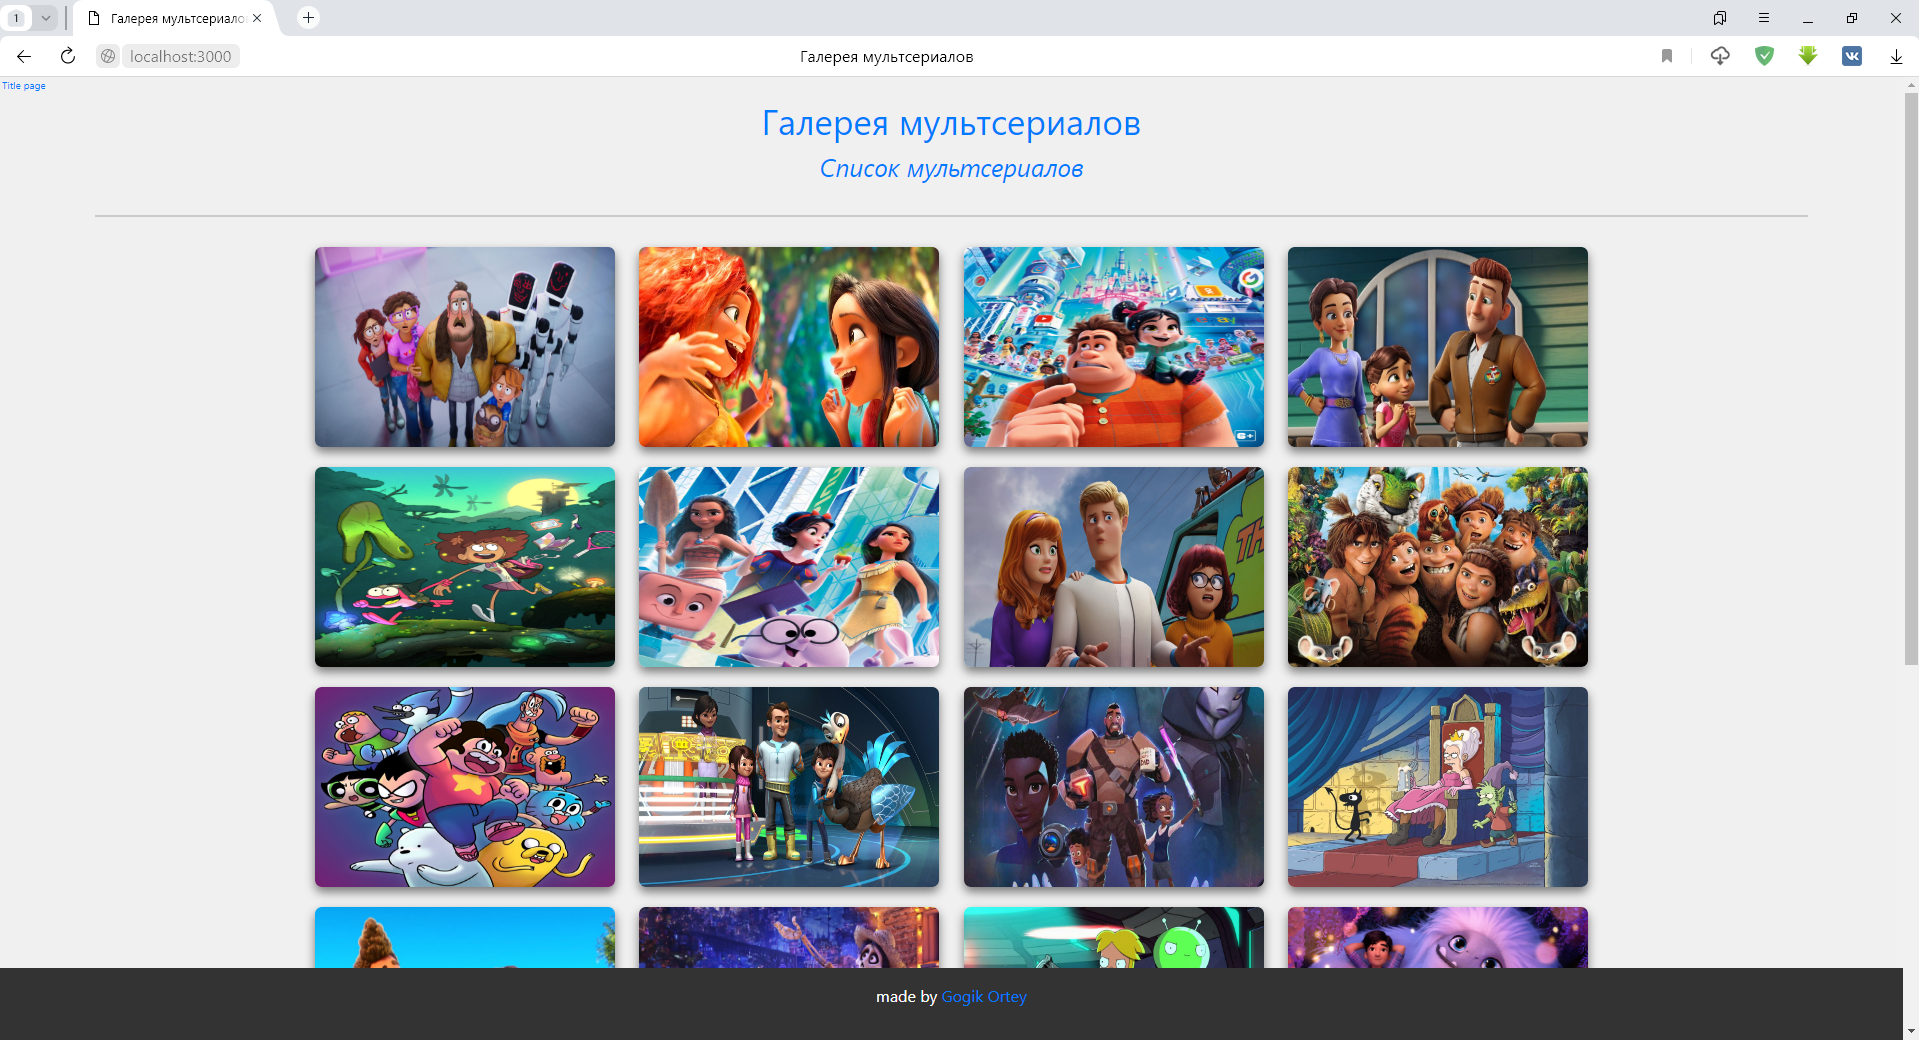 1
Галерея мультсериало
localhost:3000
Галерея мультсериалов
Title page
Галерея мультсериалов
Список мультсериалов
made by Gogik Ortey